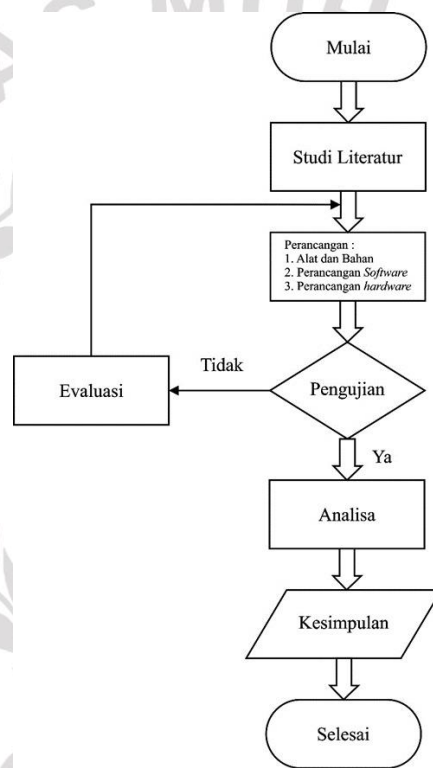 Mulai
Studi Literatur
Perancangan :
1. Alat dan Bahan
2. Perancangan Software
3. Perancangan hardware
Tidak
Evaluasi
Pengujian
Ya
Analisa
Kesimpulan
Selesai